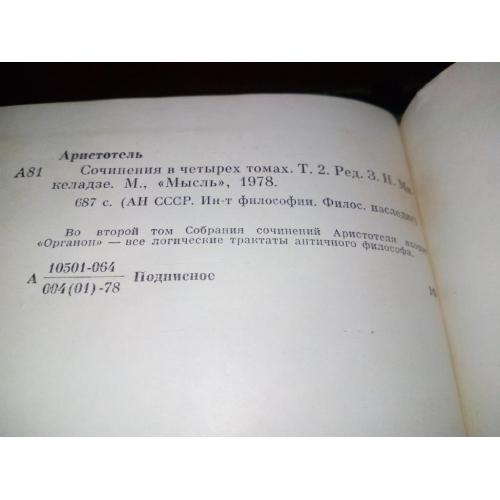 Аристотель
А81 Сочинения в четырех томах. Т. 2. Ред. З. Н. Ми-
келадзе. М., «Мысль», 1978.
687 с. (АН СССР. Ин-т философии. Филос. наследие)
Во второй том Собрания сочинений Аристотеля
«Органон» — все логические трактаты античного философа.
А 10501-064
004(01)-78 Подписное